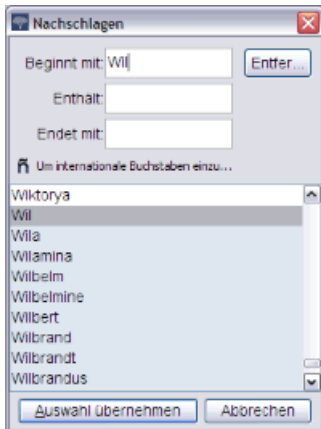 Nachschlagen
Beginnt mit: Wil Entfer...
Enthält:
Endet mit:
ñ Um internationale Buchstaben einzu...
Wiktorya
Wil
Wila
Wilamina
Wilbelm
Wilbelmine
Wilbert
Wilbrand
Wilbrandt
Wilbrandus
Auswahl übernehmen Abbrechen